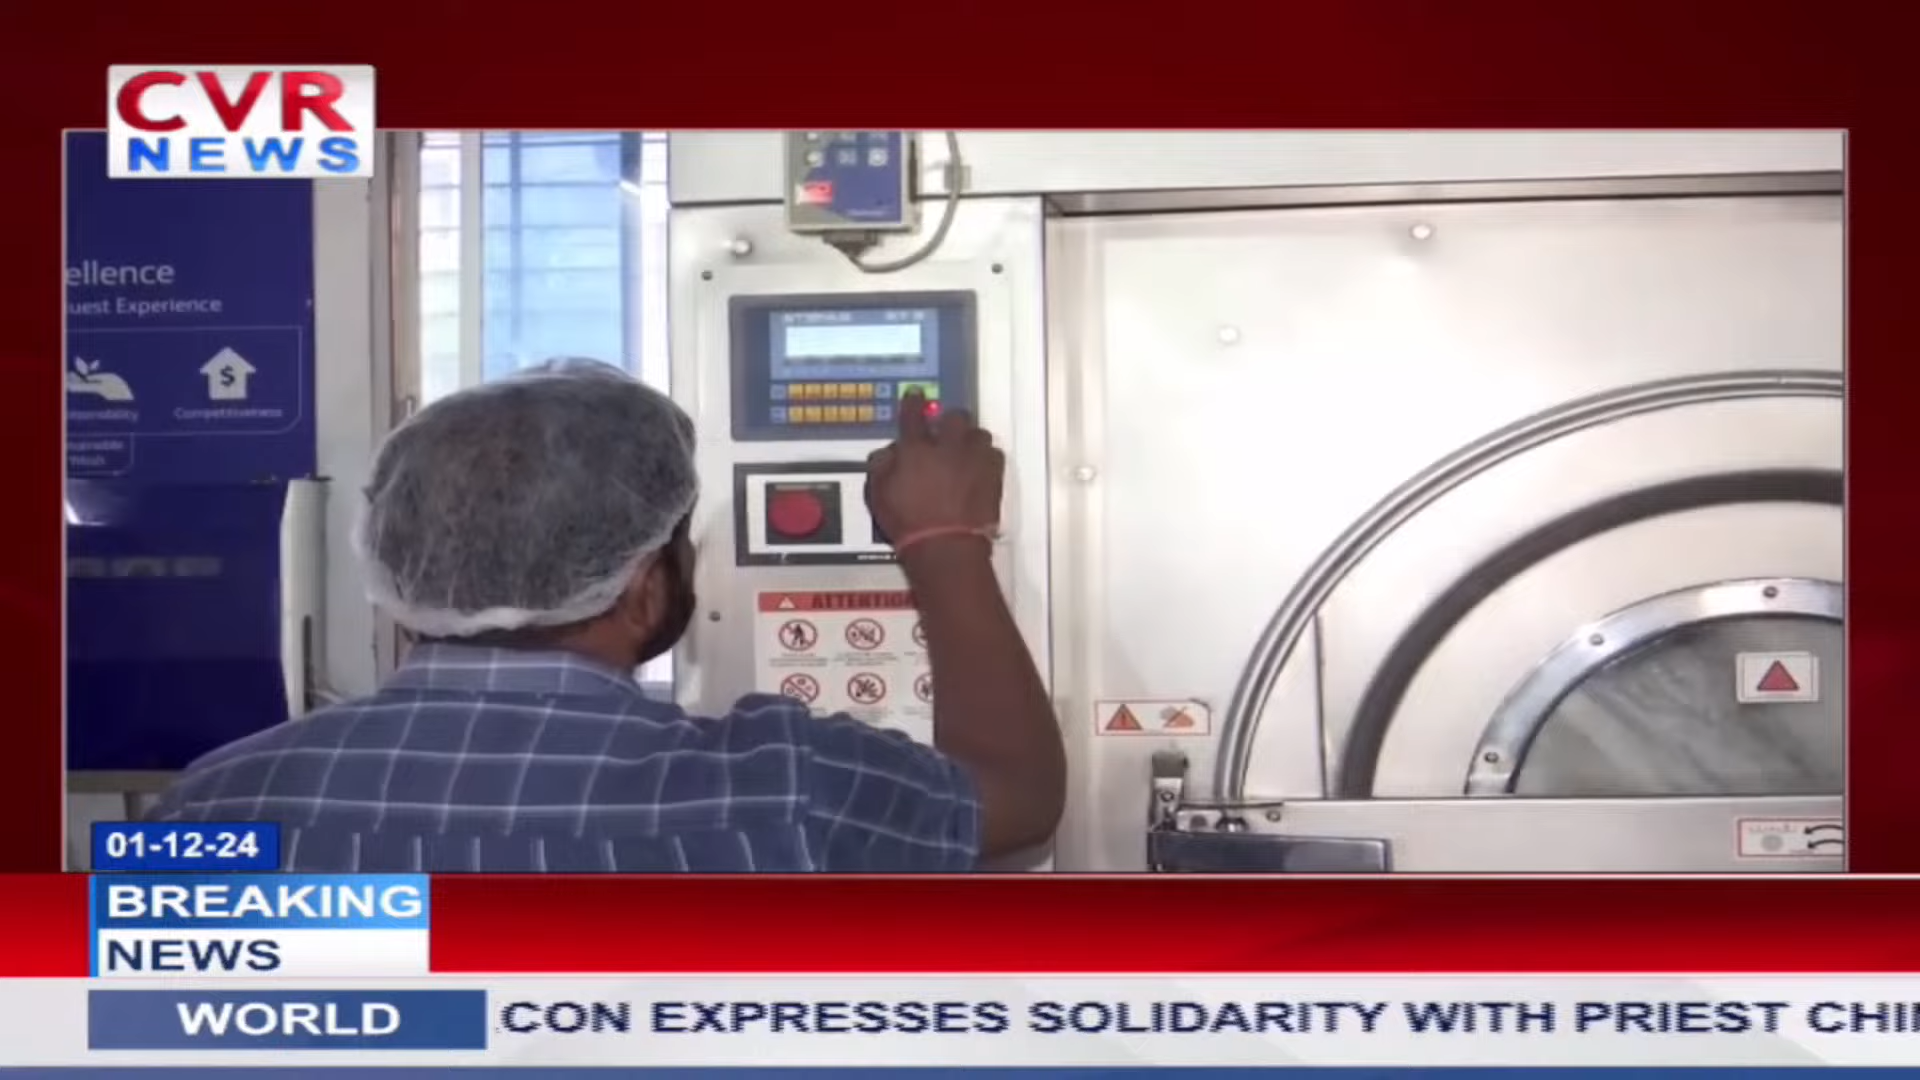 CVR
NEWS
ellence
uest Experience
Competitiveness
ATTENTION
01-12-24
BREAKING
NEWS
WORLD
CON EXPRESSES SOLIDARITY WITH PRIEST CHI